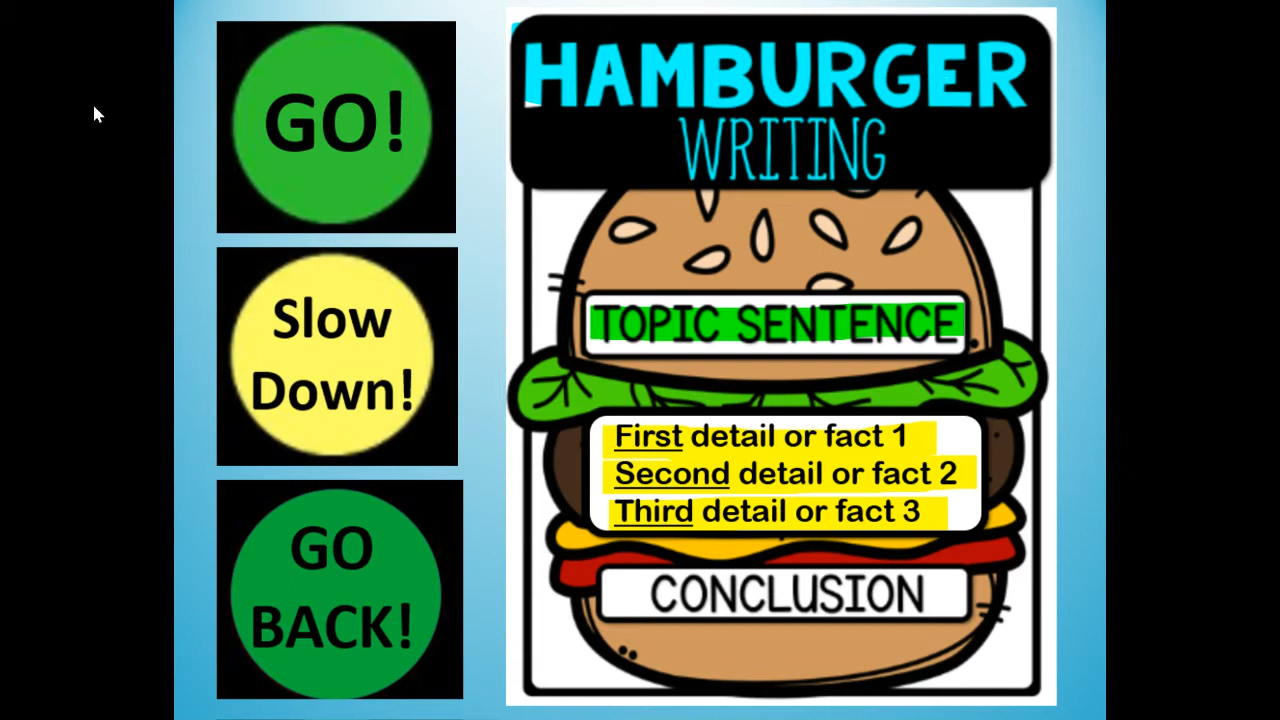 GO!
Slow
Down!
GO
BACK!
HAMBURGER
WRITING
TOPIC SENTENCE
First detail or fact 1
Second detail or fact 2
Third detail or fact 3
CONCLUSION